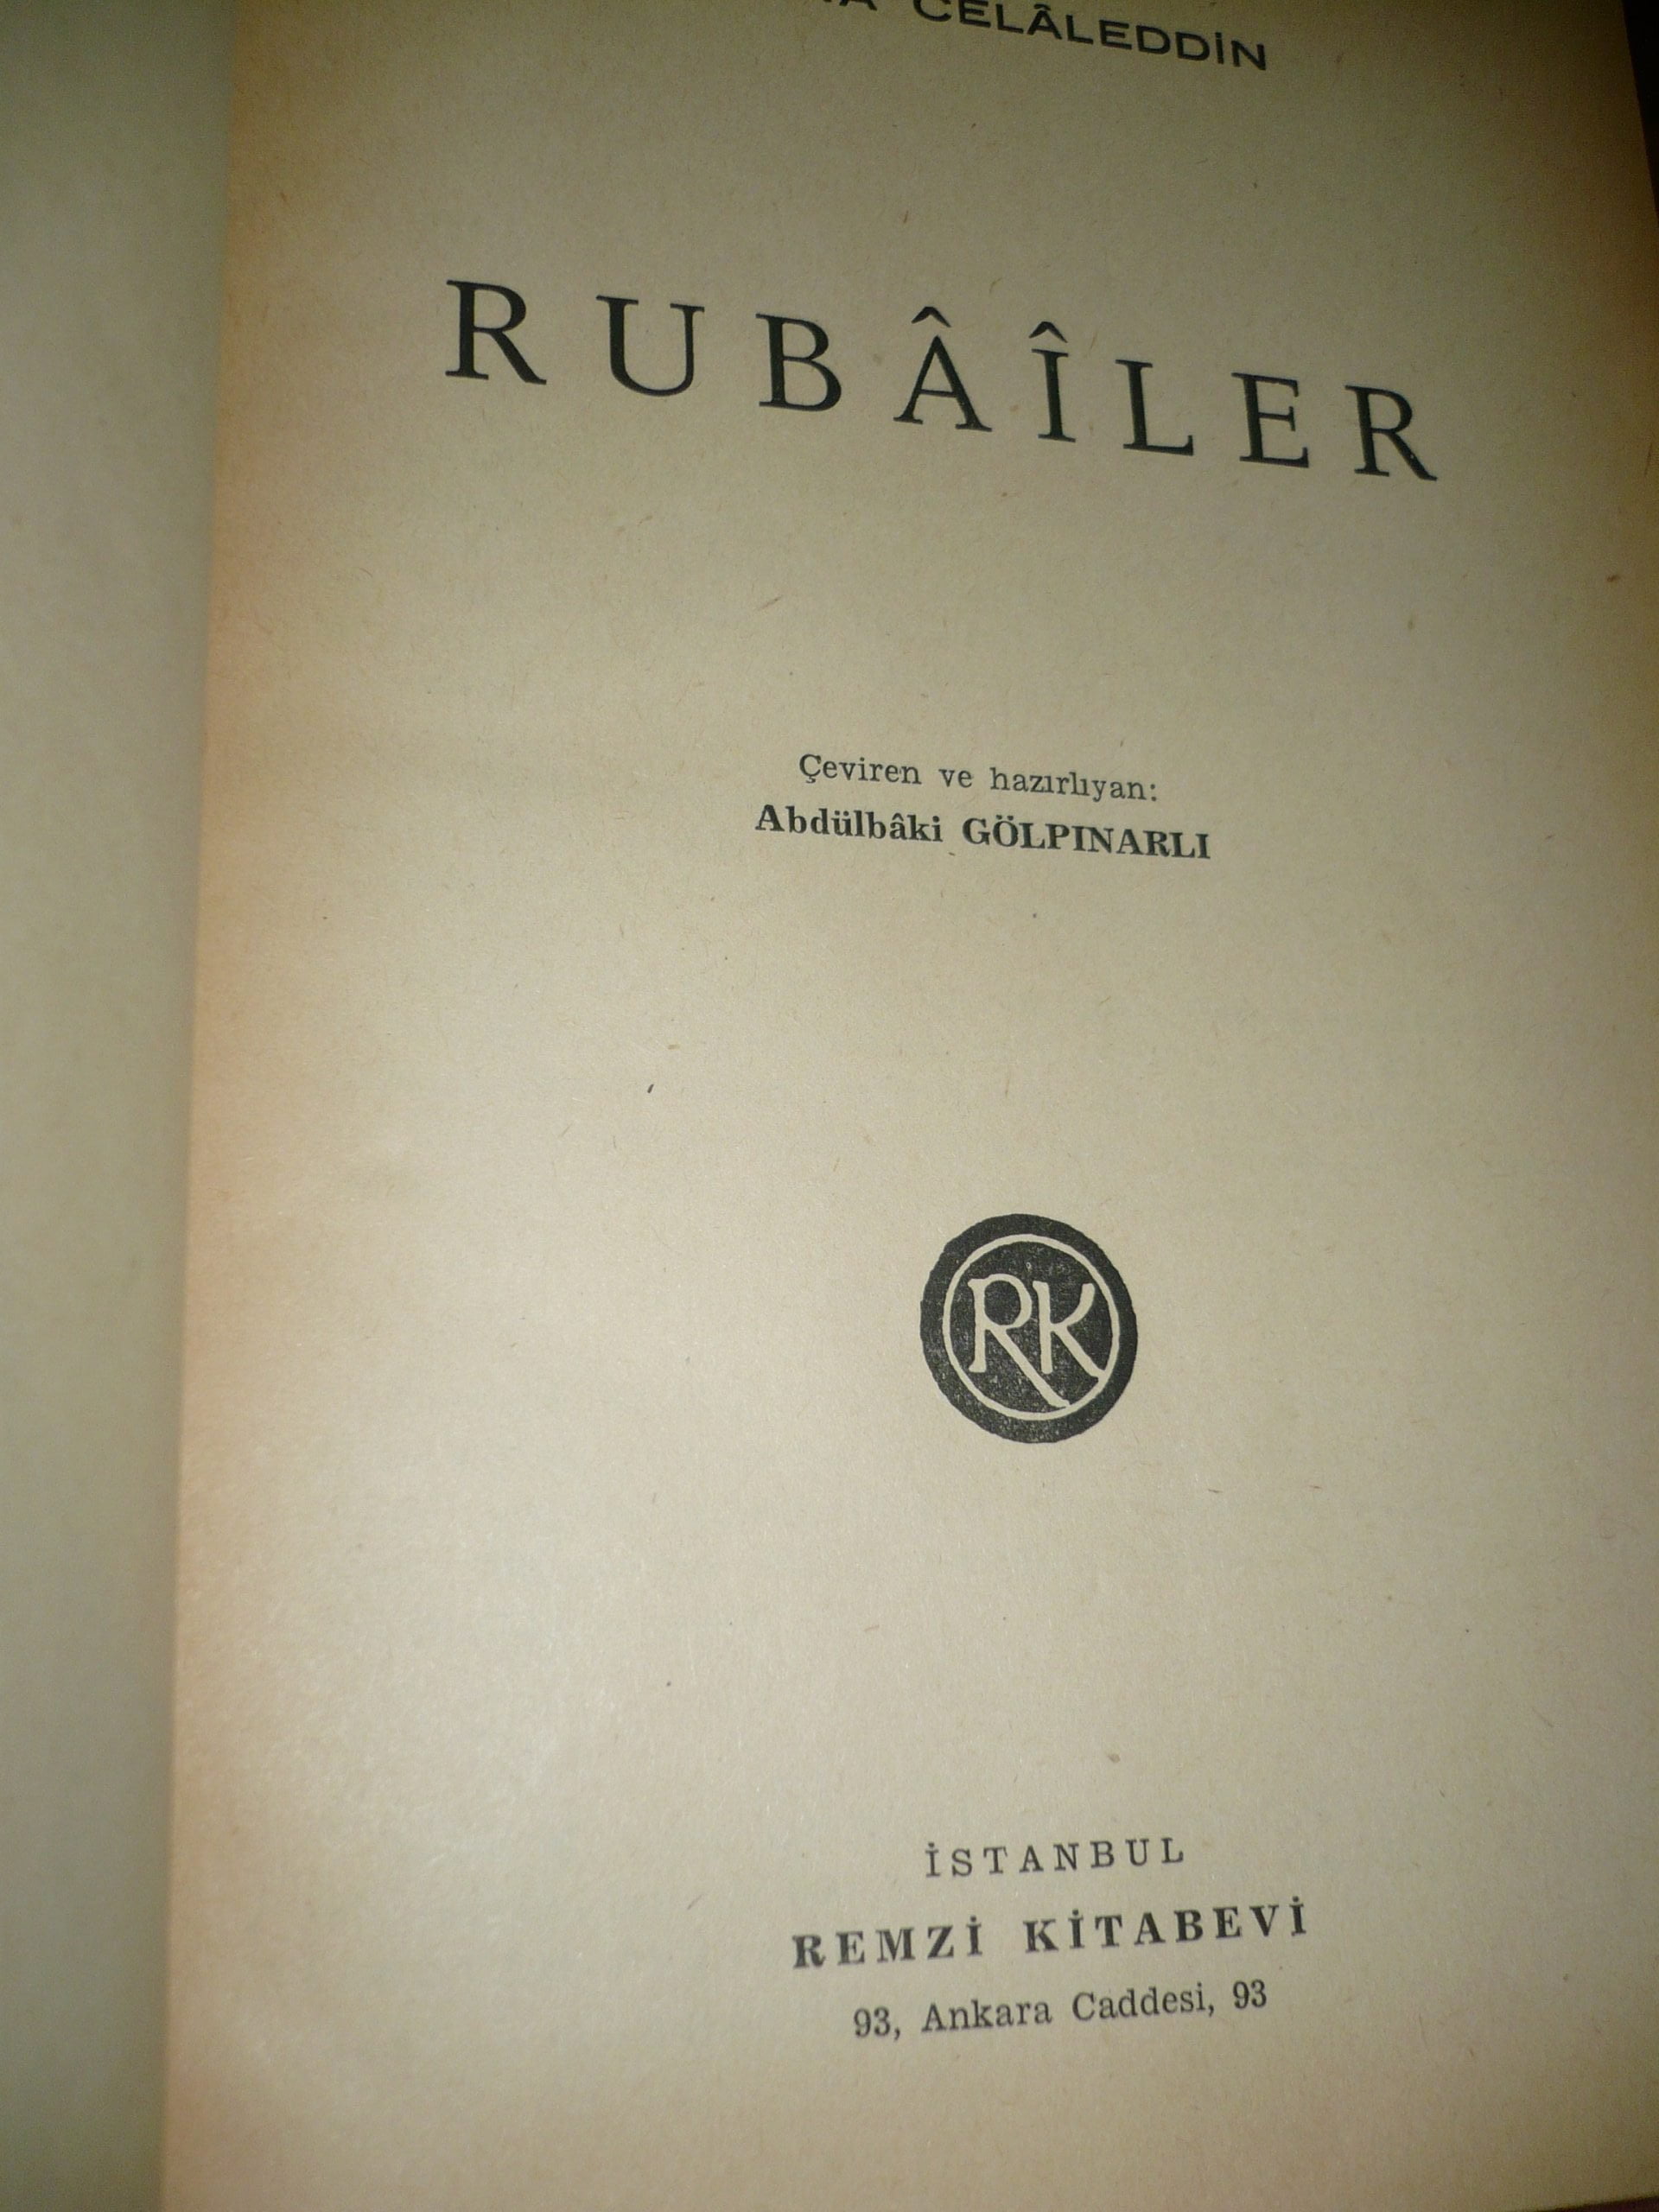 CELÂLEDDİN
RUBÂÎLER
Çeviren ve hazırlıyan:
Abdülbâki GÖLPINARLI
RK
İSTANBUL
REMZİ KİTABEVİ
93, Ankara Caddesi, 93